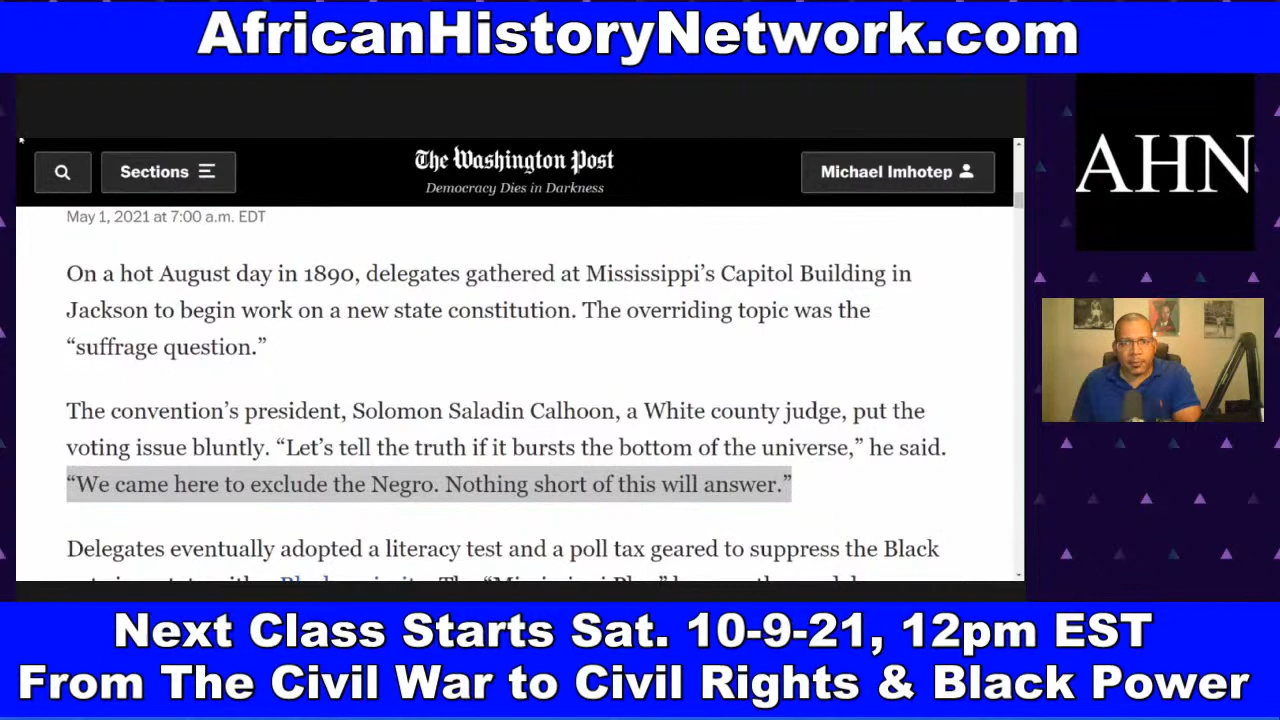 AfricanHistoryNetwork.com
Sections
The Washington Post
Democracy Dies in Darkness
Michael Imhotep
AHN
May 1, 2021 at 7:00 a.m. EDT
On a hot August day in 1890, delegates gathered at Mississippi’s Capitol Building in
Jackson to begin work on a new state constitution. The overriding topic was the
“suffrage question.”
The convention’s president, Solomon Saladin Calhoon, a White county judge, put the
voting issue bluntly. “Let’s tell the truth if it bursts the bottom of the universe,” he said.
“We came here to exclude the Negro. Nothing short of this will answer.”
Delegates eventually adopted a literacy test and a poll tax geared to suppress the Black
Next Class Starts Sat. 10-9-21, 12pm EST
From The Civil War to Civil Rights & Black Power